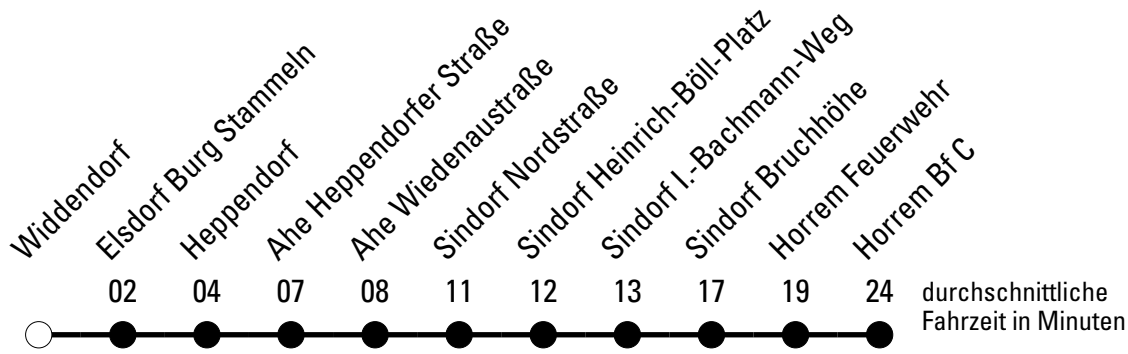 Widdendorf
Elsdorf Burg Stammeln
Heppendorf
Ahe Heppendorfer Straße
Ahe Wiedenaustraße
Sindorf Nordstraße
Sindorf Heinrich-Böll-Platz
Sindorf I.-Bachmann-Weg
Sindorf Bruchhöhe
Horrem Feuerwehr
Horrem Bf C
02 04 07 08 11 12 13 17 19 24
durchschnittliche
Fahrzeit in Minuten